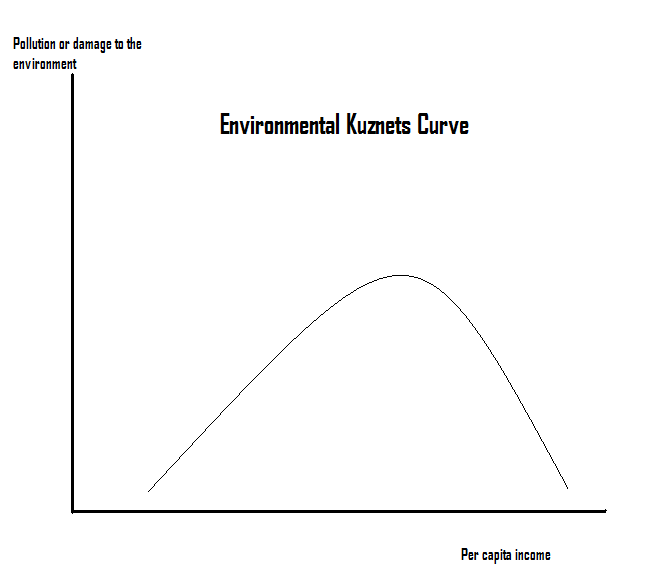 Pollution or damage to the
environment
Environmental Kuznets Curve
Per capita income